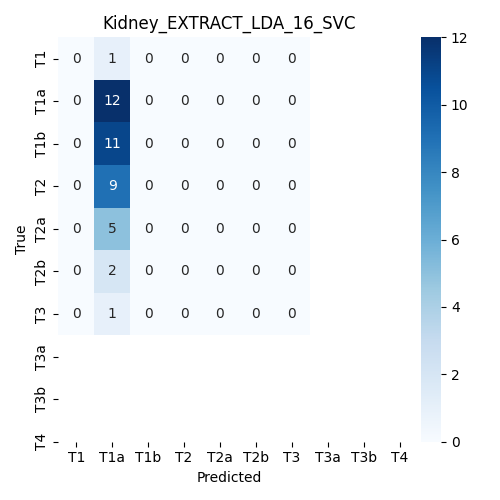 Kidney_EXTRACT_LDA_16_SVC
T1 0 1 0 0 0 0 0
T1a 0 12 0 0 0 0 0
T1b 0 11 0 0 0 0 0
T2 0 9 0 0 0 0 0
T2a 0 5 0 0 0 0 0
T2b 0 2 0 0 0 0 0
T3 0 1 0 0 0 0 0
T3a
T3b
T4
True
T1 T1a T1b T2 T2a T2b T3 T3a T3b T4
Predicted
12
10
8
6
4
2
0